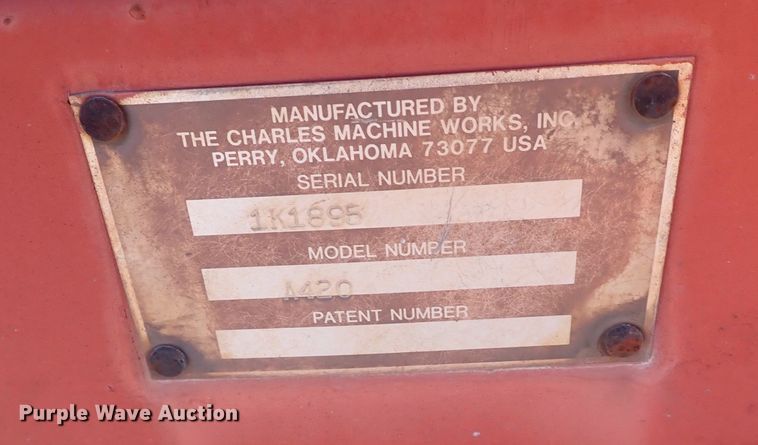 MANUFACTURED BY
THE CHARLES MACHINE WORKS, INC.
PERRY, OKLAHOMA 73077 USA
SERIAL NUMBER
1K1895
MODEL NUMBER
A420
PATENT NUMBER
Purple Wave Auction